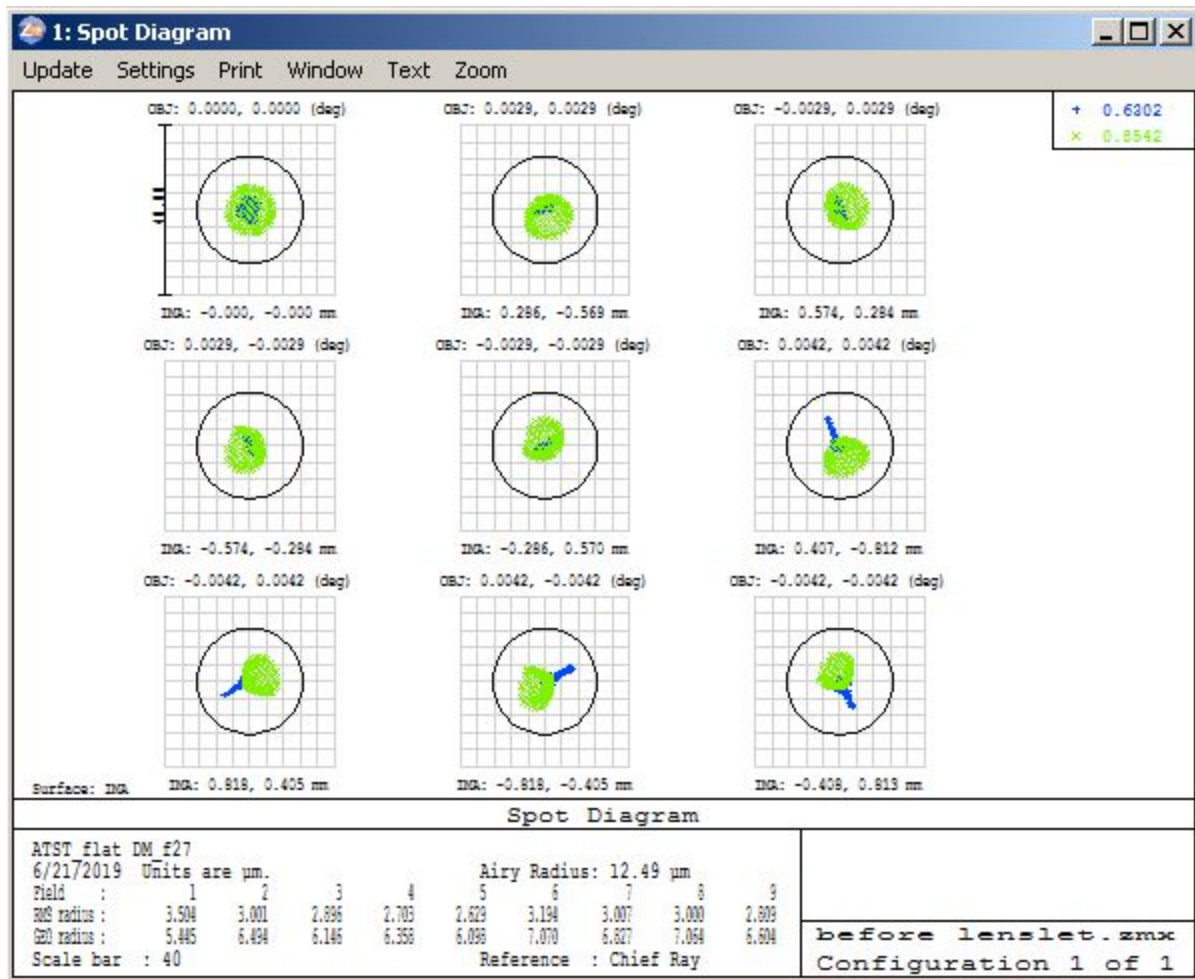 1: Spot Diagram
Update Settings Print Window Text Zoom
OBJ: 0.0000, 0.0000 (deg) OBJ: 0.0029, 0.0029 (deg) OBJ: -0.0029, 0.0029 (deg)
+ 0.6302
× 0.8542
IMA: -0.000, -0.000 mm IMA: 0.286, -0.569 mm IMA: 0.574, 0.284 mm
OBJ: 0.0029, -0.0029 (deg) OBJ: -0.0029, -0.0029 (deg) OBJ: 0.0042, 0.0042 (deg)
40.00
IMA: -0.574, -0.284 mm IMA: -0.286, 0.570 mm IMA: 0.407, -0.812 mm
OBJ: -0.0042, 0.0042 (deg) OBJ: 0.0042, -0.0042 (deg) OBJ: -0.0042, -0.0042 (deg)
Surface: IMA IMA: 0.818, 0.405 mm IMA: -0.818, -0.405 mm IMA: -0.408, 0.813 mm
Spot Diagram
ATST_flat DM_f27
6/21/2019 Units are µm. Airy Radius: 12.49 µm
Field : 1 2 3 4 5 6 7 8 9
RMS radius : 3.504 3.001 2.896 2.703 2.629 3.194 3.007 3.000 2.809
GEO radius : 5.445 6.494 6.146 6.358 6.098 7.070 6.827 7.064 6.604
Scale bar : 40 Reference : Chief Ray
before lenslet.zmx
Configuration 1 of 1